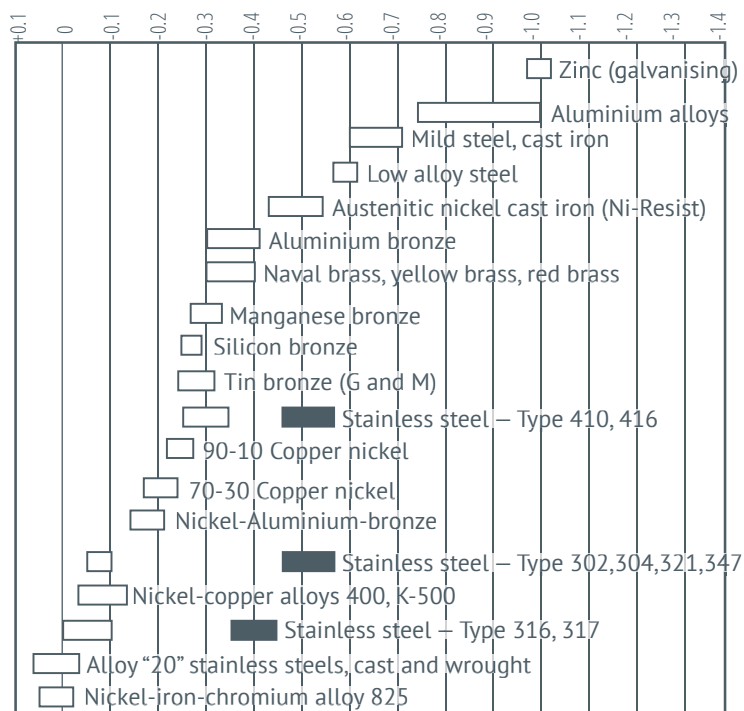 +0.1 0 -0.1 -0.2 -0.3 -0.4 -0.5 -0.6 -0.7 -0.8 -0.9 -1.0 -1.1 -1.2 -1.3 -1.4
Zinc (galvanising)
Aluminium alloys
Mild steel, cast iron
Low alloy steel
Austenitic nickel cast iron (Ni-Resist)
Aluminium bronze
Naval brass, yellow brass, red brass
Manganese bronze
Silicon bronze
Tin bronze (G and M)
Stainless steel – Type 410, 416
90-10 Copper nickel
70-30 Copper nickel
Nickel-Aluminium-bronze
Stainless steel – Type 302,304,321,347
Nickel-copper alloys 400, K-500
Stainless steel – Type 316, 317
Alloy “20” stainless steels, cast and wrought
Nickel-iron-chromium alloy 825